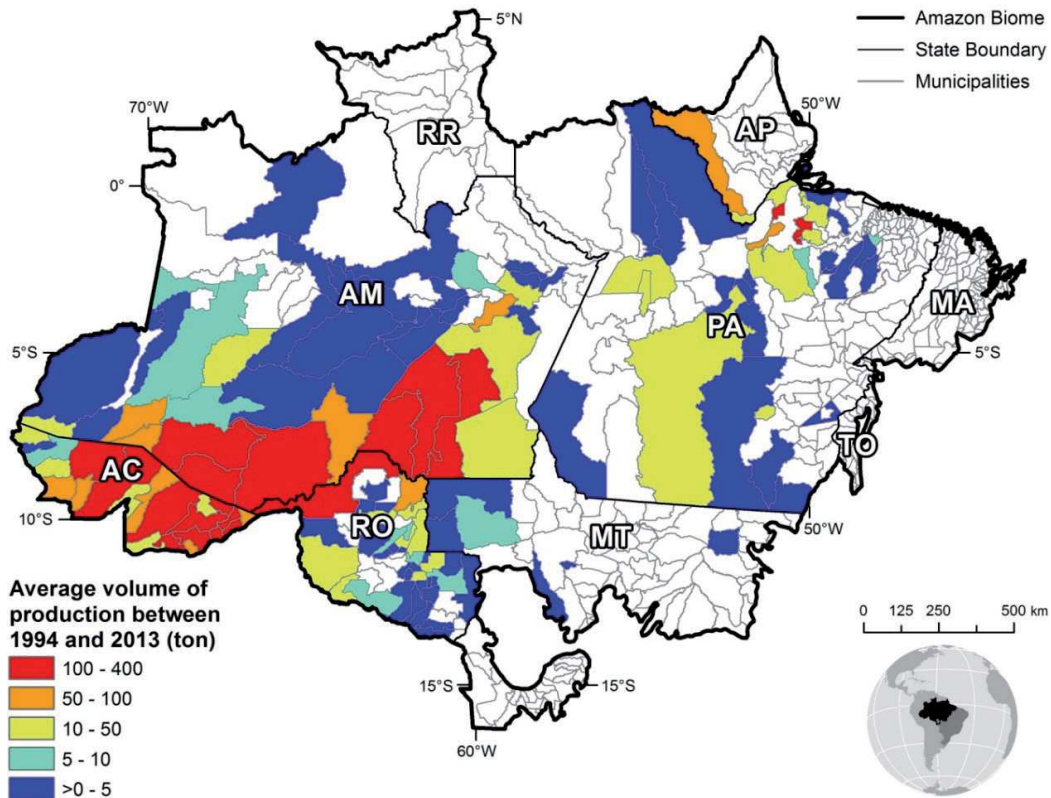 5°N
Amazon Biome
State Boundary
Municipalities
70°W
50°W
RR
AP
0°
AM
PA
MA
5°S
5°S
TO
AC
10°S
RO
MT
50°W
Average volume of
production between
1994 and 2013 (ton)
100 - 400
50 - 100
10 - 50
5 - 10
>0 - 5
0 125 250 500 km
15°S
15°S
60°W